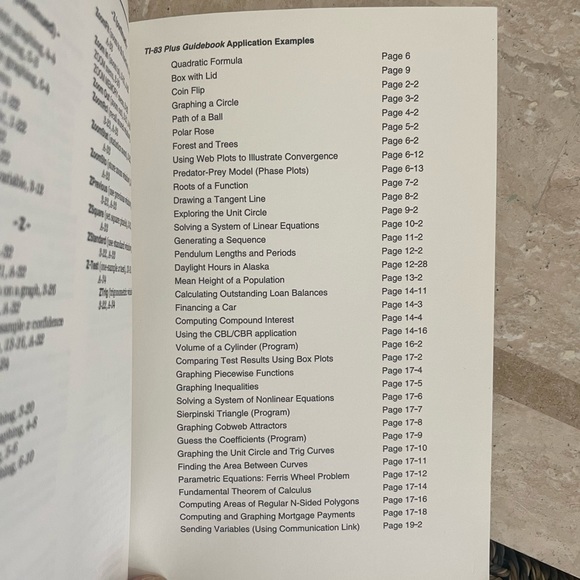 TI-83 Plus Guidebook Application Examples
Quadratic Formula Page 6
Box with Lid Page 9
Coin Flip Page 2-2
Graphing a Circle Page 3-2
Path of a Ball Page 4-2
Polar Rose Page 5-2
Forest and Trees Page 6-2
Using Web Plots to Illustrate Convergence Page 6-12
Predator-Prey Model (Phase Plots) Page 6-13
Roots of a Function Page 7-2
Drawing a Tangent Line Page 8-2
Exploring the Unit Circle Page 9-2
Solving a System of Linear Equations Page 10-2
Generating a Sequence Page 11-2
Pendulum Lengths and Periods Page 12-2
Daylight Hours in Alaska Page 12-28
Mean Height of a Population Page 13-2
Calculating Outstanding Loan Balances Page 14-11
Financing a Car Page 14-3
Computing Compound Interest Page 14-4
Using the CBL/CBR application Page 14-16
Volume of a Cylinder (Program) Page 16-2
Comparing Test Results Using Box Plots Page 17-2
Graphing Piecewise Functions Page 17-4
Graphing Inequalities Page 17-5
Solving a System of Nonlinear Equations Page 17-6
Sierpinski Triangle (Program) Page 17-7
Graphing Cobweb Attractors Page 17-8
Guess the Coefficients (Program) Page 17-9
Graphing the Unit Circle and Trig Curves Page 17-10
Finding the Area Between Curves Page 17-11
Parametric Equations: Ferris Wheel Problem Page 17-12
Fundamental Theorem of Calculus Page 17-14
Computing Areas of Regular N-Sided Polygons Page 17-16
Computing and Graphing Mortgage Payments Page 17-18
Sending Variables (Using Communication Link) Page 19-2